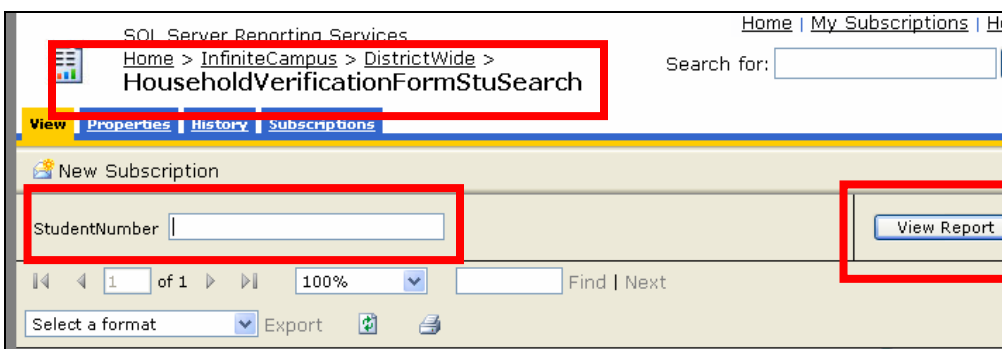 Home | My Subscriptions |
SQL Server Reporting Services
Home > InfiniteCampus > DistrictWide >
Search for:
HouseholdVerificationFormStuSearch
View Properties History Subscriptions
New Subscription
StudentNumber
View Report
1 of 1 100% Find | Next
Select a format Export